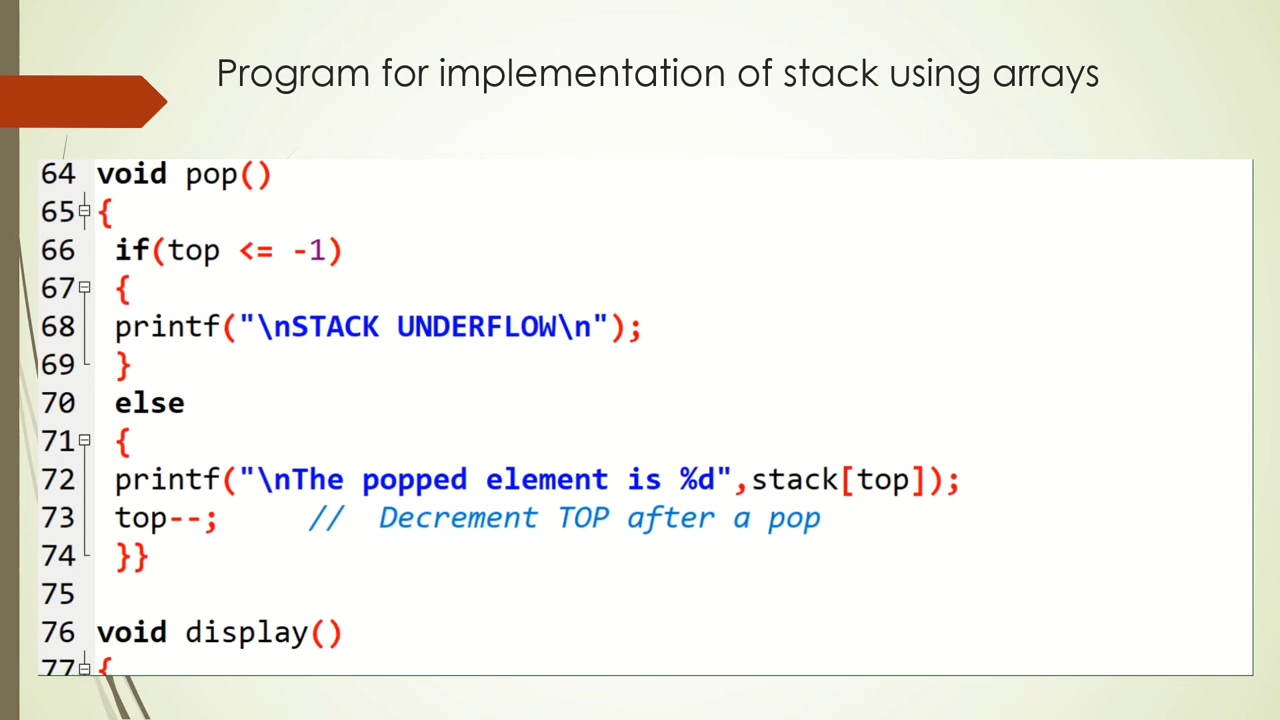 Program for implementation of stack using arrays
64 void pop()
65 {
66 if(top <= -1)
67 {
68 printf("\nSTACK UNDERFLOW\n");
69 }
70 else
71 {
72 printf("\nThe popped element is %d",stack[top]);
73 top--; // Decrement TOP after a pop
74 }}
75
76 void display()
77 {